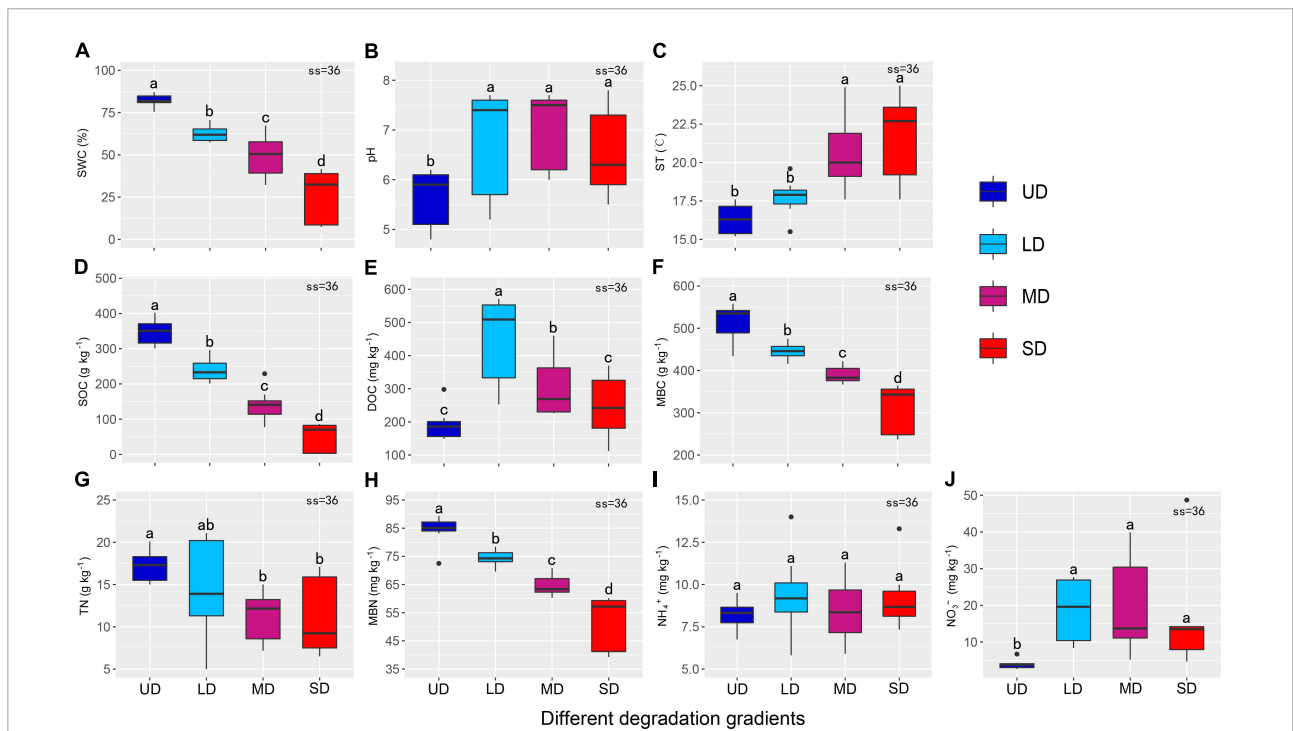 A
ss=36
SWC (%)
100
75
50
25
0
a
b
c
d
B
ss=36
pH
8
7
6
5
b
a
a
a
C
ss=36
ST (℃)
25.0
22.5
20.0
17.5
15.0
b
b
a
a
UD
LD
MD
SD
D
ss=36
SOC (g kg⁻¹)
500
400
300
200
100
0
a
b
c
d
E
ss=36
DOC (mg kg⁻¹)
600
500
400
300
200
100
c
a
b
c
F
ss=36
MBC (g kg⁻¹)
600
500
400
300
200
a
b
c
d
G
ss=36
TN (g kg⁻¹)
25
20
15
10
5
a
ab
b
b
UD LD MD SD
H
ss=36
MBN (mg kg⁻¹)
95
85
75
65
55
45
35
a
b
c
d
UD LD MD SD
I
ss=36
NH₄⁺ (mg kg⁻¹)
15.0
12.5
10.0
7.5
5.0
a
a
a
a
UD LD MD SD
J
ss=36
NO₃⁻ (mg kg⁻¹)
50
40
30
20
10
b
a
a
a
UD LD MD SD
Different degradation gradients